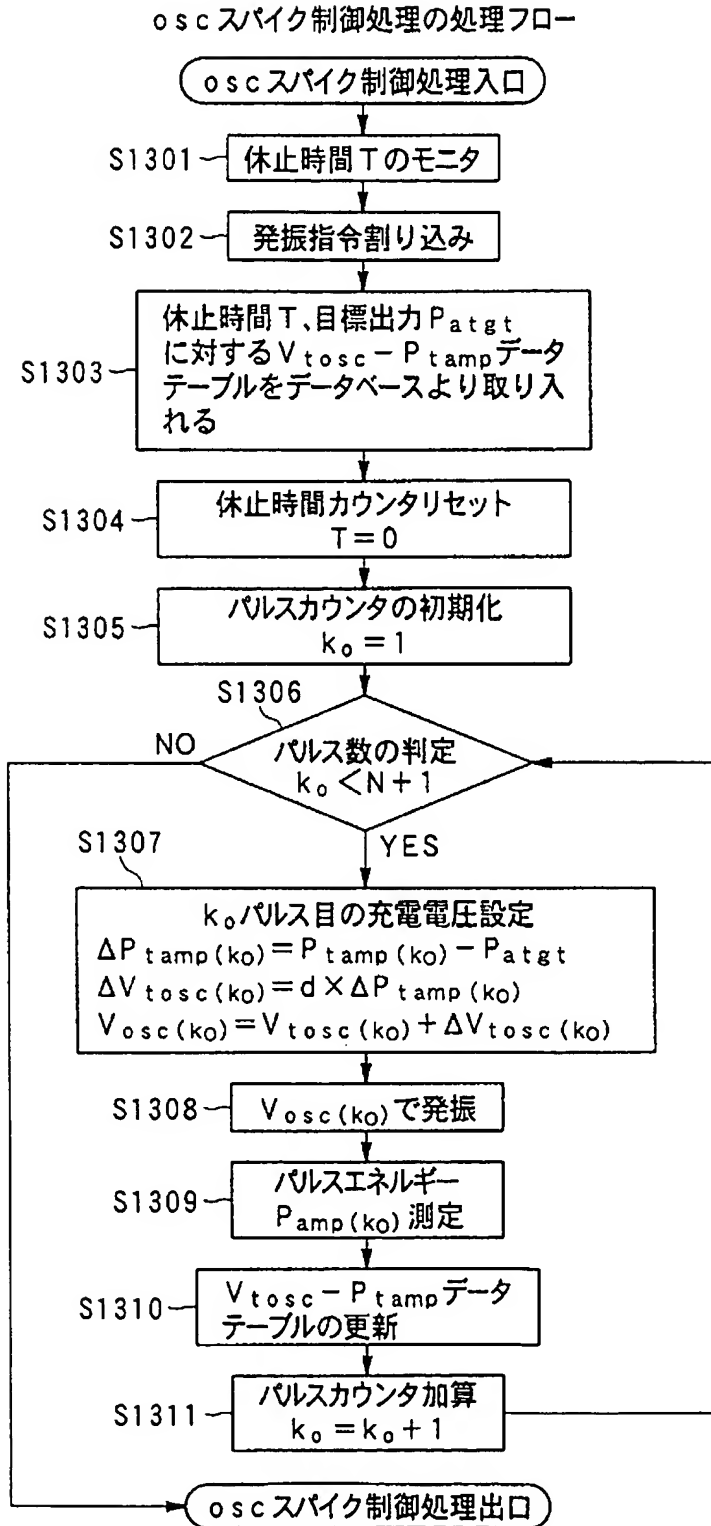 oscスパイク制御処理の処理フロー
oscスパイク制御処理入口
S1301
休止時間Tのモニタ
S1302
発振指令割り込み
S1303
休止時間T、目標出力Patgt
に対するVtosc-Ptampデータ
テーブルをデータベースより取り入
れる
S1304
休止時間カウンタリセット
T=0
S1305
パルスカウンタの初期化
ko=1
S1306
パルス数の判定
ko<N+1
NO
YES
S1307
koパルス目の充電電圧設定
ΔPtamp(ko)=Ptamp(ko)-Patgt
ΔVtosc(ko)=d×ΔPtamp(ko)
Vosc(ko)=Vtosc(ko)+ΔVtosc(ko)
S1308
Vosc(ko)で発振
S1309
パルスエネルギー
Pamp(ko)測定
S1310
Vtosc-Ptampデータ
テーブルの更新
S1311
パルスカウンタ加算
ko=ko+1
oscスパイク制御処理出口